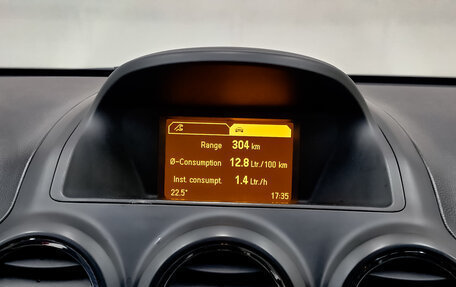 Range 304 km
Ø-Consumption 12.8 Ltr./100 km
Inst consumpt. 1.4 Ltr./h
22.5° 17:35